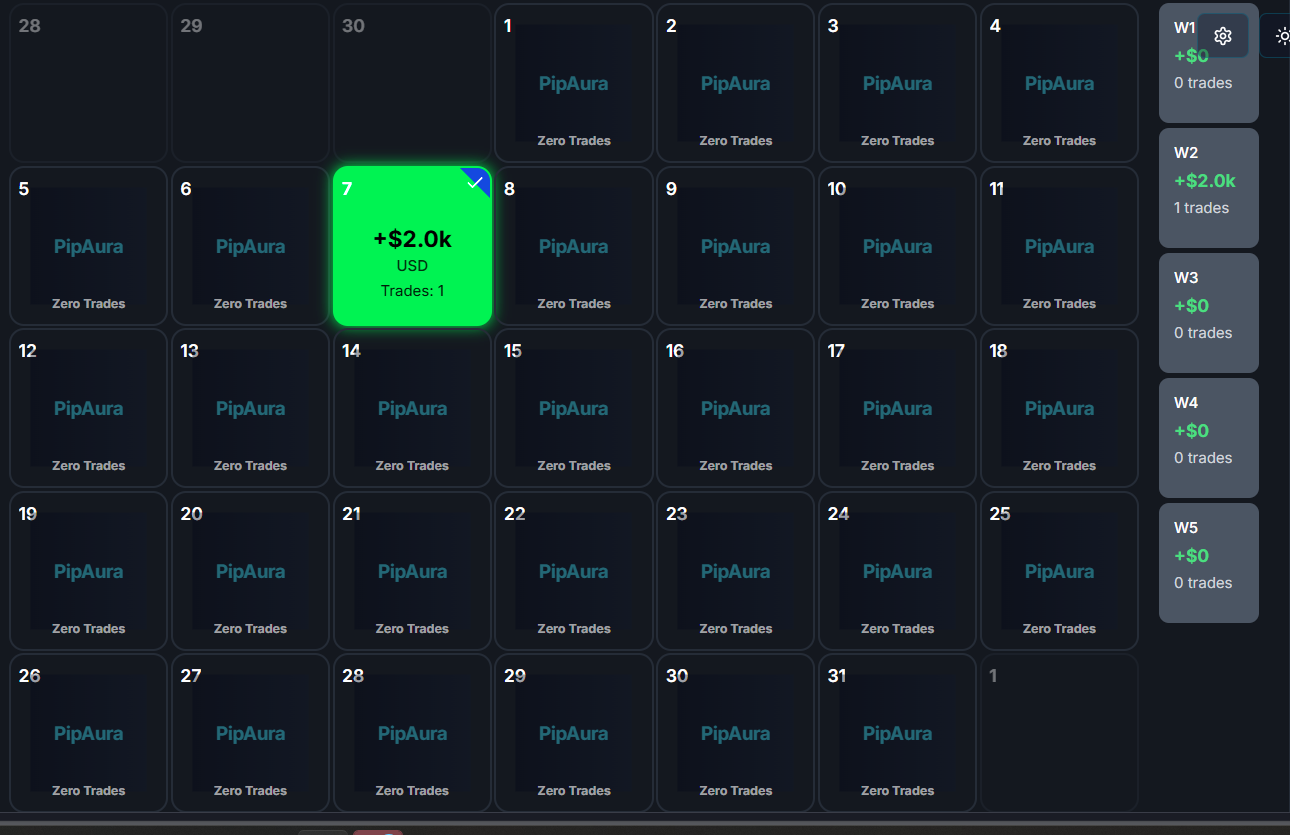 28
29
30
1
PipAura
Zero Trades
2
PipAura
Zero Trades
3
PipAura
Zero Trades
4
PipAura
Zero Trades
W1
+$0
0 trades
5
PipAura
Zero Trades
6
PipAura
Zero Trades
7
+$2.0k
USD
Trades: 1
8
PipAura
Zero Trades
9
PipAura
Zero Trades
10
PipAura
Zero Trades
11
PipAura
Zero Trades
W2
+$2.0k
1 trades
12
PipAura
Zero Trades
13
PipAura
Zero Trades
14
PipAura
Zero Trades
15
PipAura
Zero Trades
16
PipAura
Zero Trades
17
PipAura
Zero Trades
18
PipAura
Zero Trades
W3
+$0
0 trades
19
PipAura
Zero Trades
20
PipAura
Zero Trades
21
PipAura
Zero Trades
22
PipAura
Zero Trades
23
PipAura
Zero Trades
24
PipAura
Zero Trades
25
PipAura
Zero Trades
W4
+$0
0 trades
26
PipAura
Zero Trades
27
PipAura
Zero Trades
28
PipAura
Zero Trades
29
PipAura
Zero Trades
30
PipAura
Zero Trades
31
PipAura
Zero Trades
1
W5
+$0
0 trades